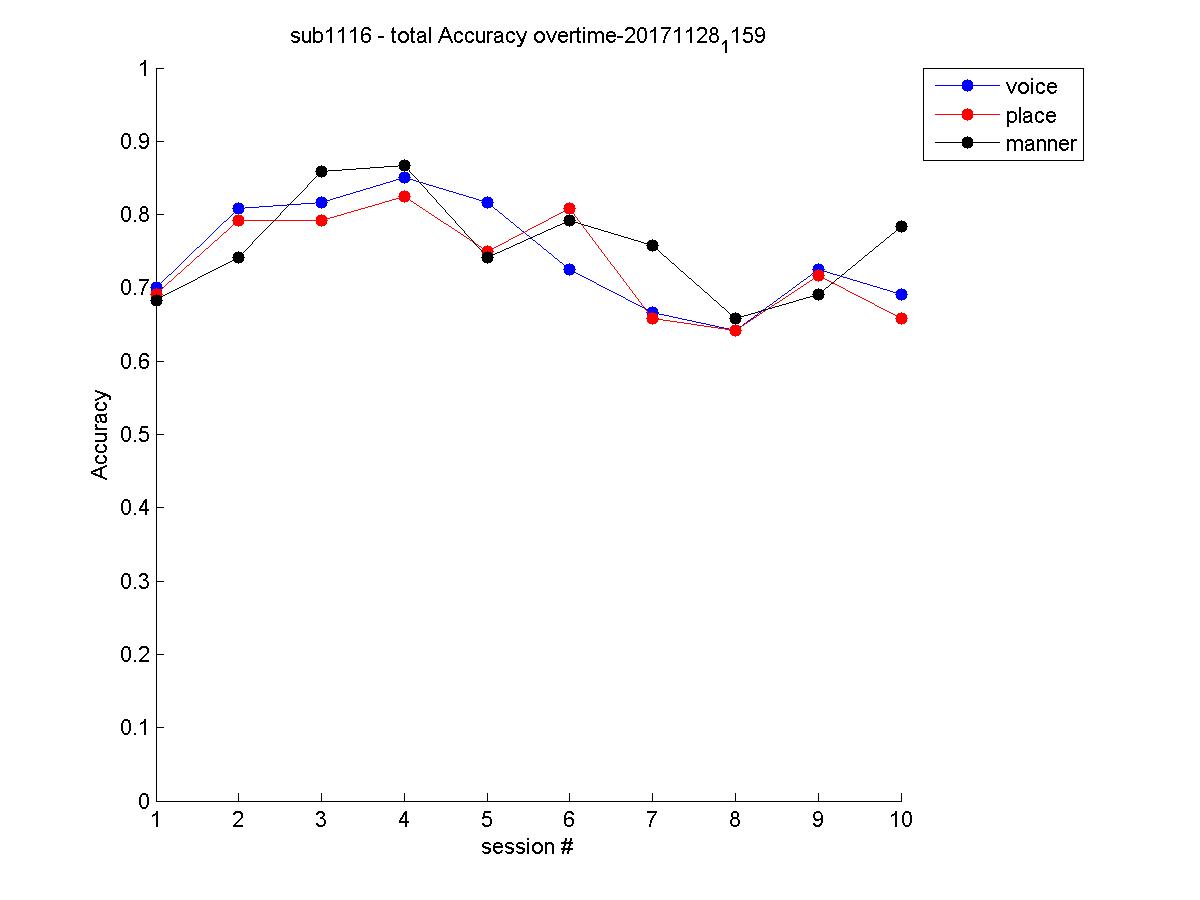 sub1116 - total Accuracy overtime-20171128₁159
voice
place
manner
1
0.9
0.8
0.7
0.6
0.5
0.4
0.3
0.2
0.1
0
Accuracy
1 2 3 4 5 6 7 8 9 10
session #